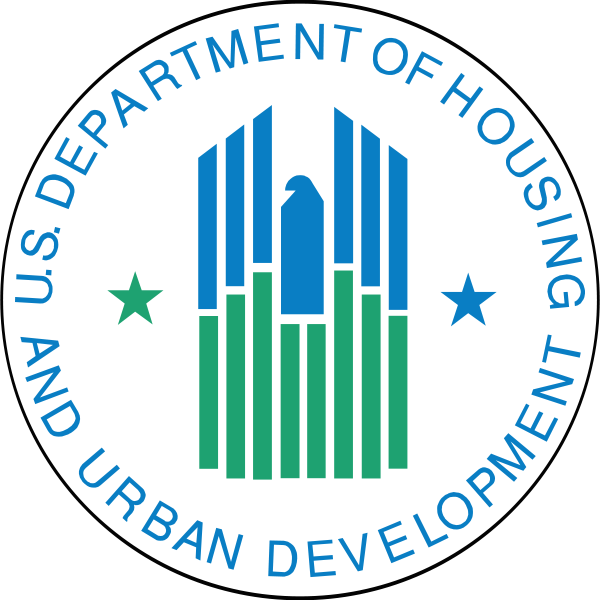 U.S. DEPARTMENT OF HOUSING
AND URBAN DEVELOPMENT